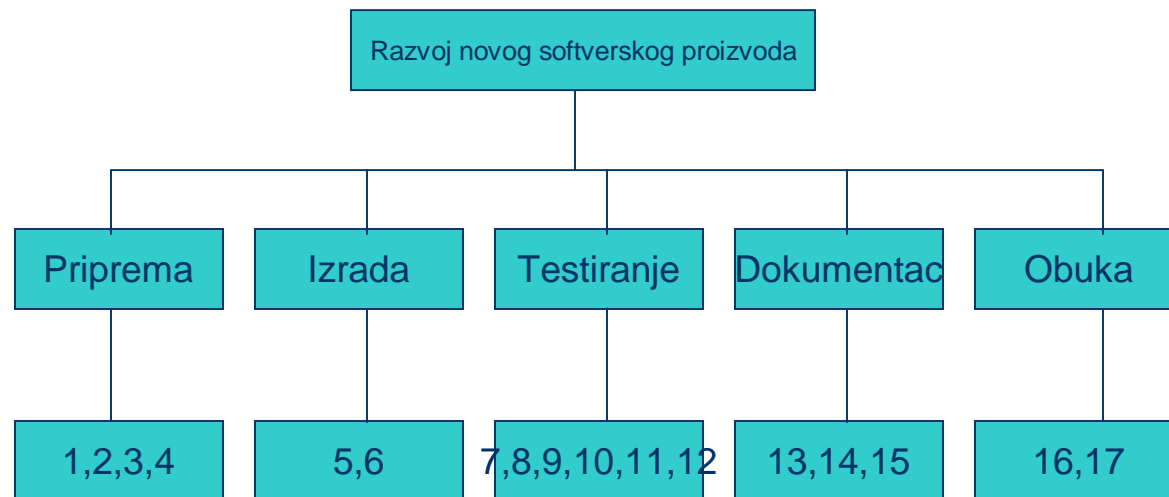 Razvoj novog softverskog proizvoda
Priprema
Izrada
Testiranje
Dokumentac
Obuka
1,2,3,4
5,6
7,8,9,10,11,12
13,14,15
16,17